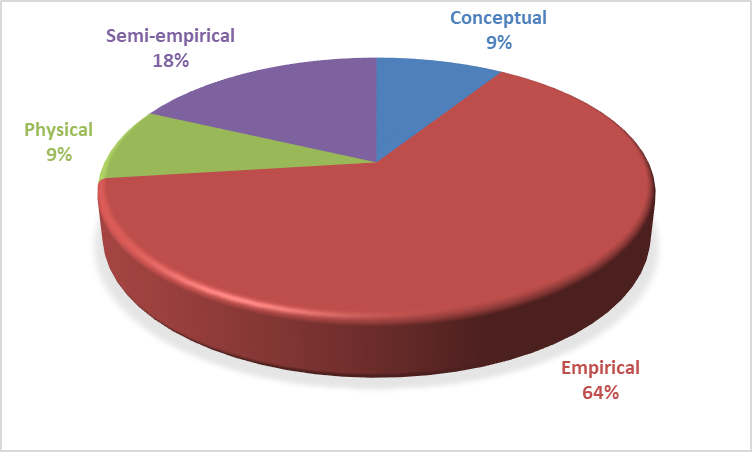 Conceptual
9%
Semi-empirical
18%
Physical
9%
Empirical
64%